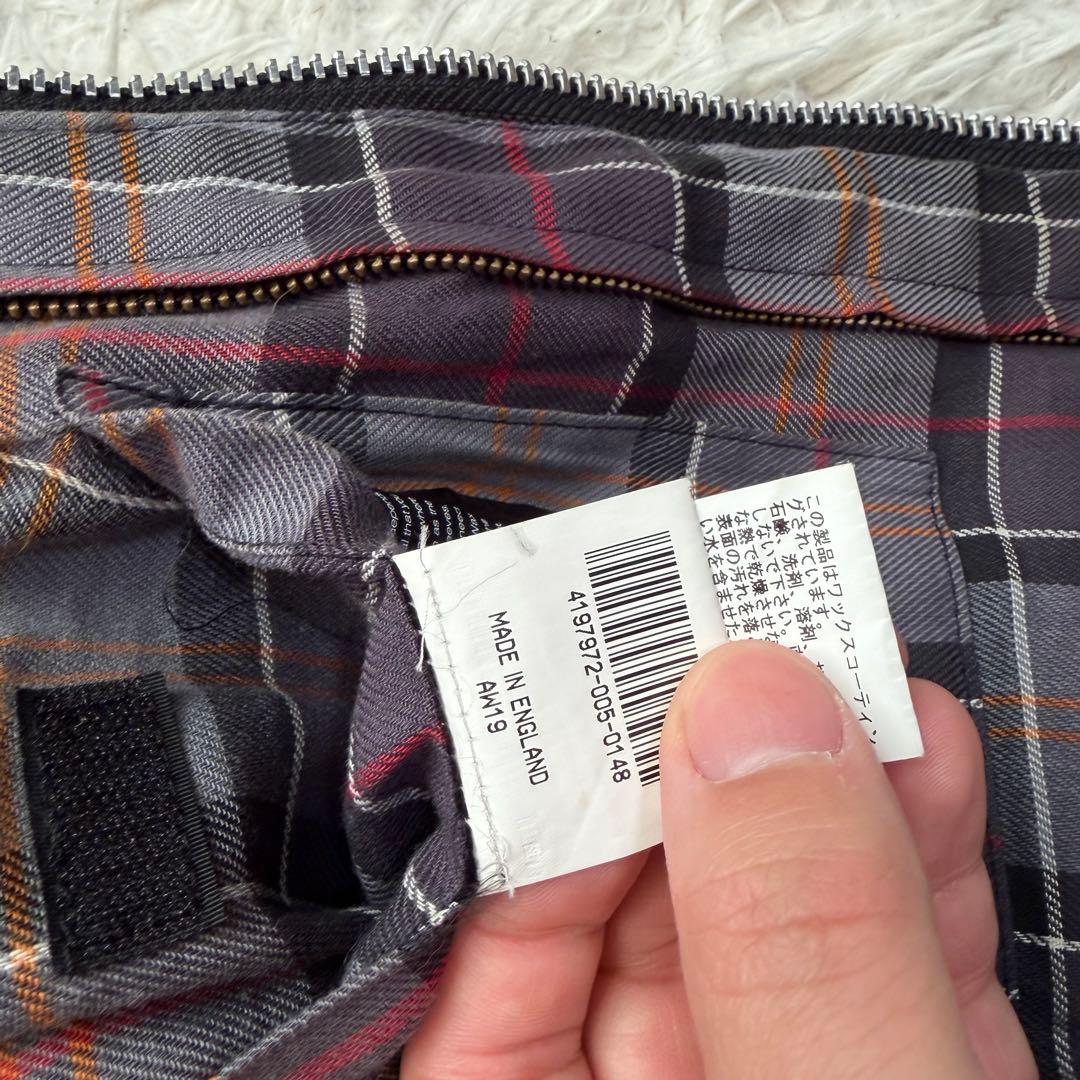 4197972-005-0148
MADE IN ENGLAND
AW19
この製品はワックスコーティン
グされています。
石鹸、洗剤、溶剤、
しないで下さい。
な熱で乾燥させな
表面の汚れを落
い水を含ませた